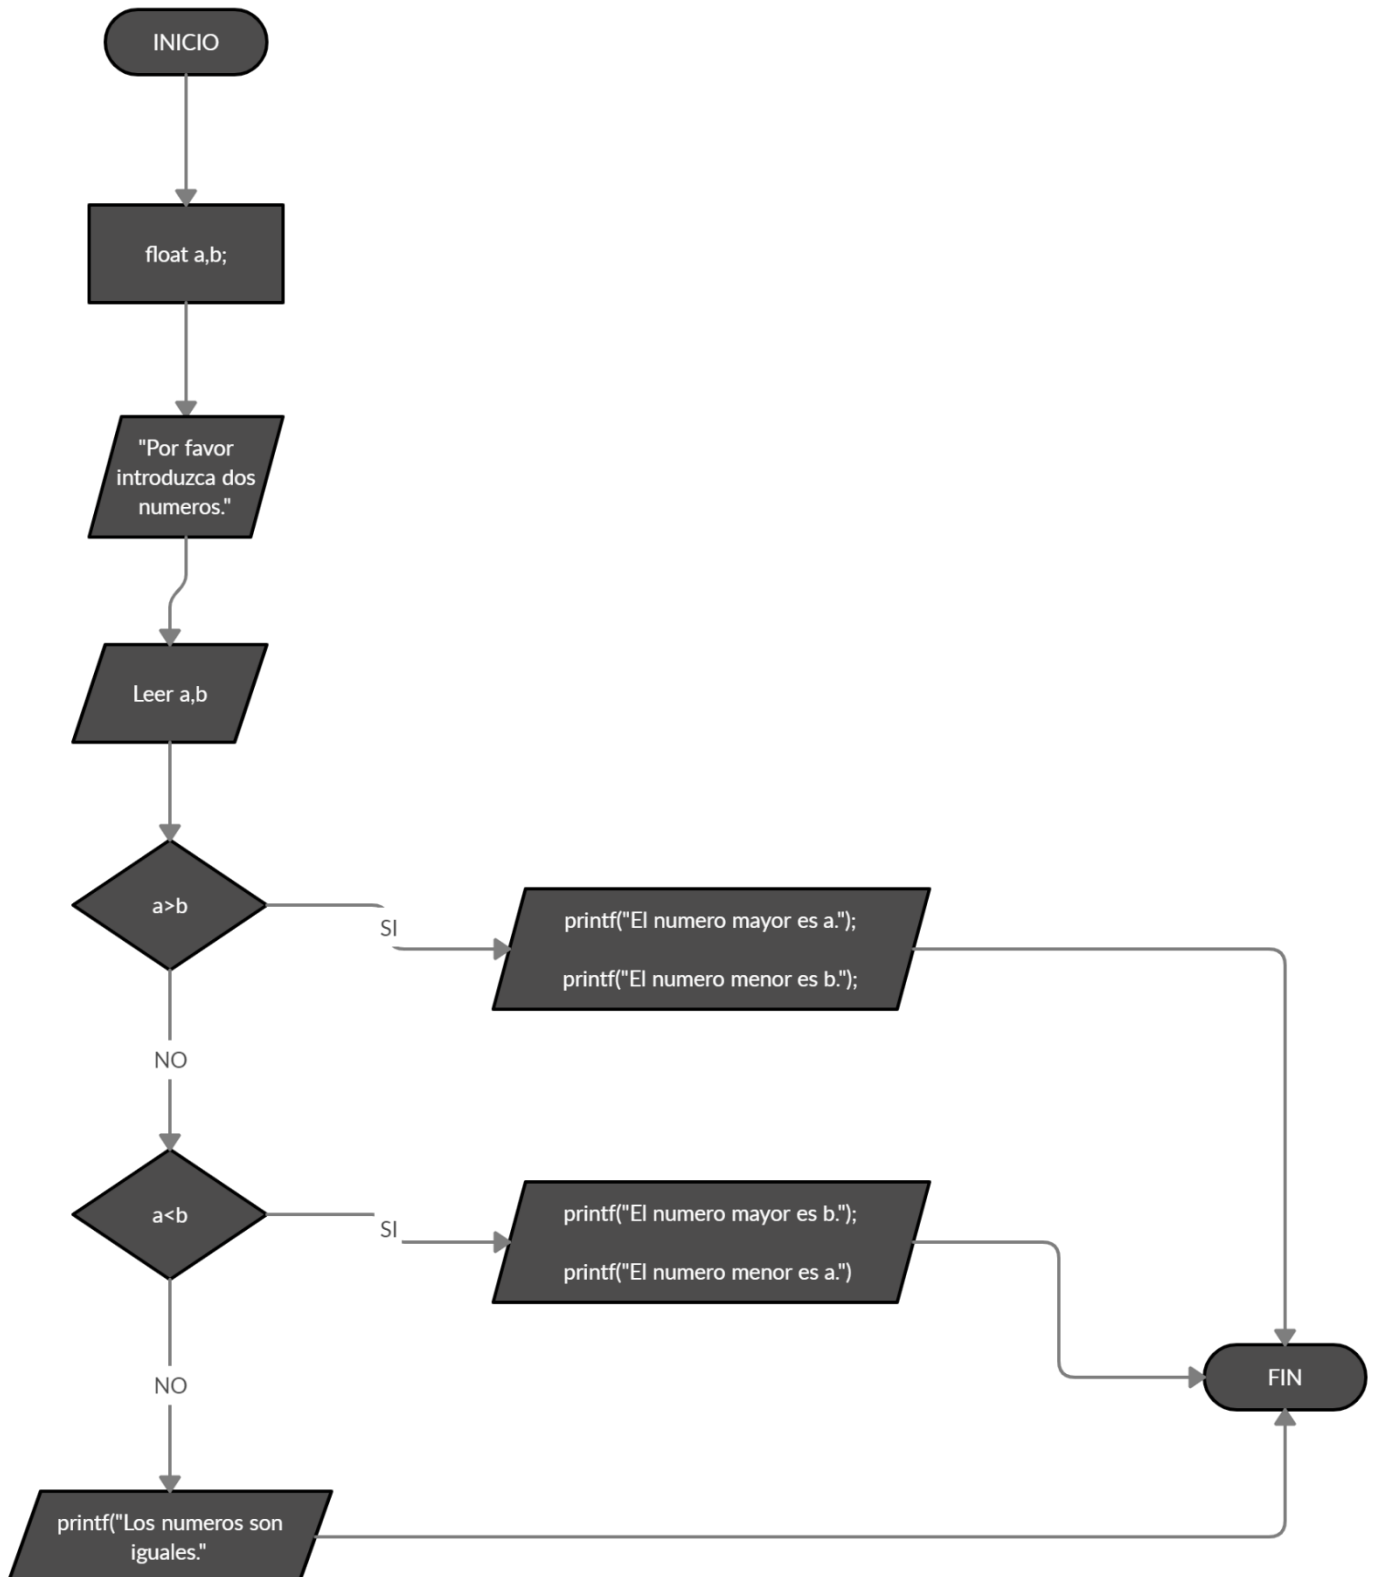 INICIO
float a,b;
"Por favor
introduzca dos
numeros."
Leer a,b
a>b
SI
printf("El numero mayor es a.");
printf("El numero menor es b.");
NO
a<b
SI
printf("El numero mayor es b.");
printf("El numero menor es a.")
FIN
NO
printf("Los numeros son
iguales."